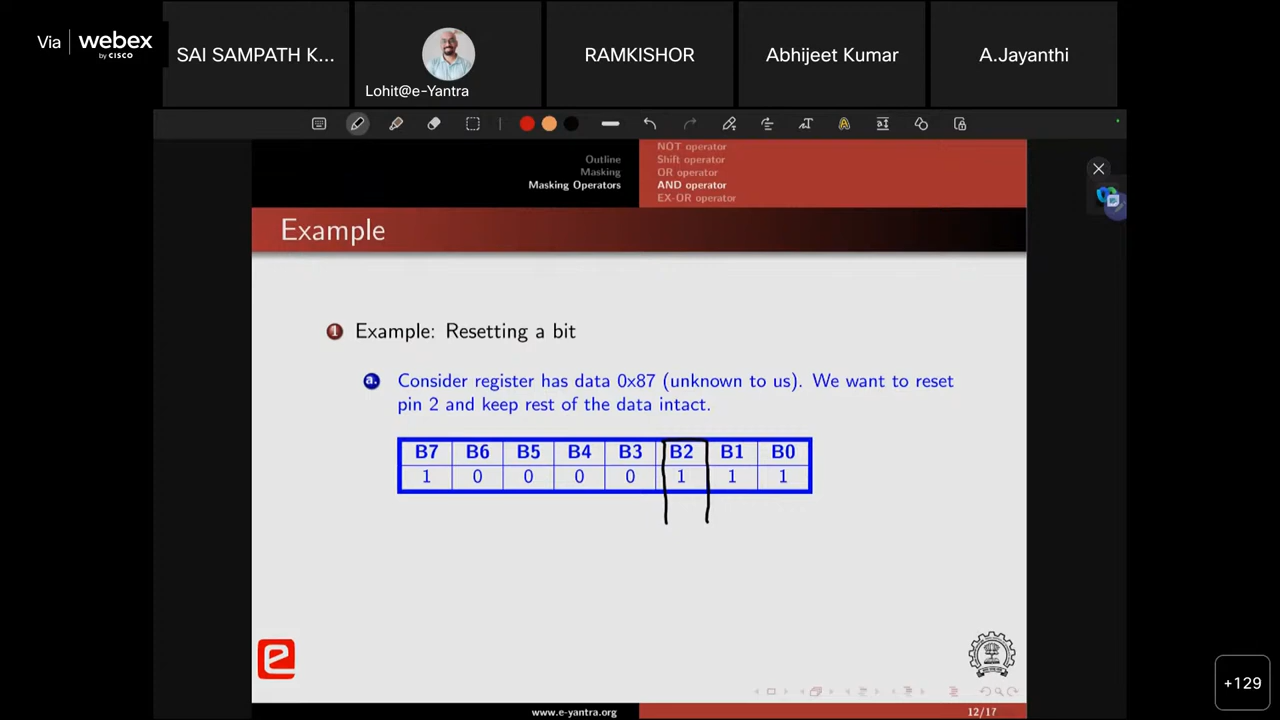 Via webex
by CISCO
SAI SAMPATH K...
Lohit@e-Yantra
RAMKISHOR
Abhijeet Kumar
A.Jayanthi
Outline
Masking
Masking Operators
NOT operator
Shift operator
OR operator
AND operator
EX-OR operator
Example
1 Example: Resetting a bit
a. Consider register has data 0x87 (unknown to us). We want to reset
pin 2 and keep rest of the data intact.
B7 B6 B5 B4 B3 B2 B1 B0
1 0 0 0 0 1 1 1
www.e-yantra.org
12/17
+129